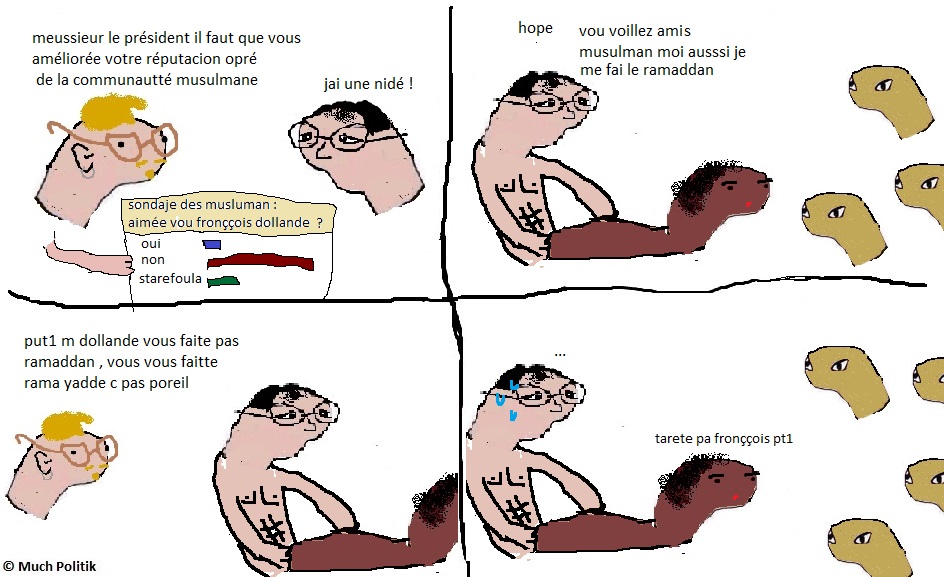 meussieur le président il faut que vous
améliorée votre réputacion opré
de la communautté musulmane
jai une nidé !
sondaje des musluman :
aimée vou fronççois dollande ?
oui
non
starefoula
hope
vou voillez amis
musulman moi ausssi je
me fai le ramaddan
put1 m dollande vous faite pas
ramaddan , vous vous faitte
rama yadde c pas poreil
...
tarete pa fronççois pt1
© Much Politik